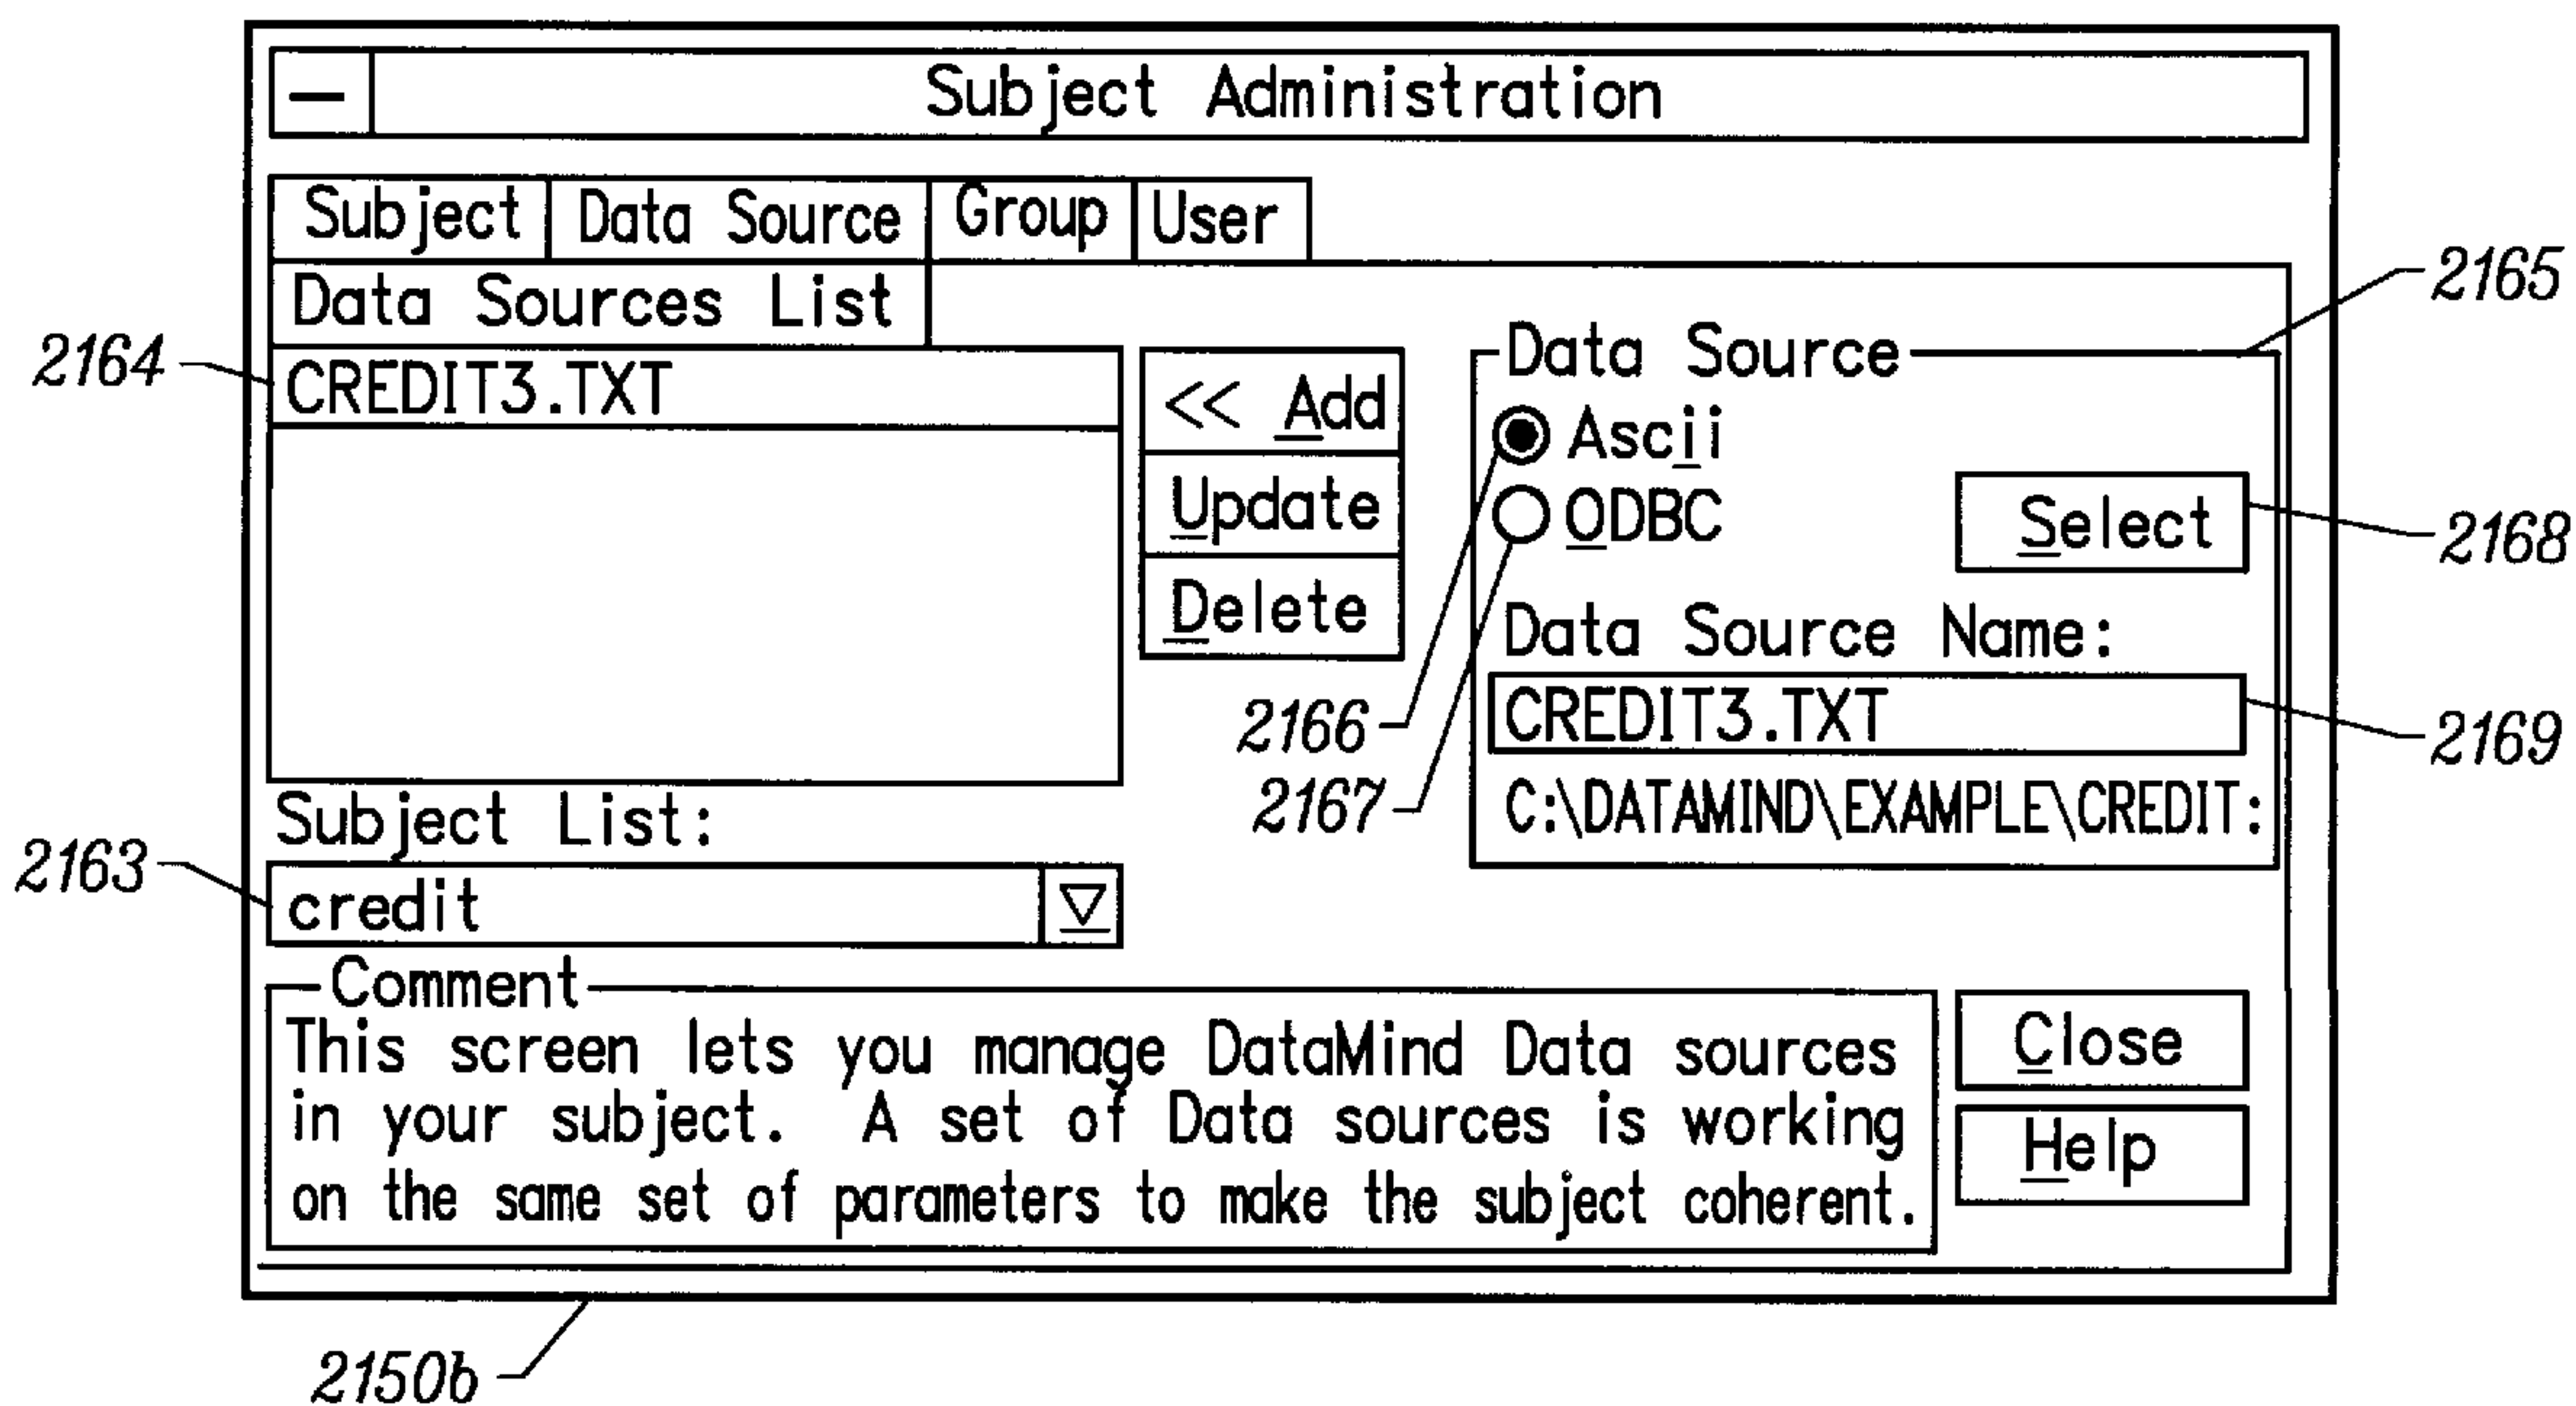 Subject Administration
Subject Data Source Group User
Data Sources List
2165
2164
CREDIT3.TXT
<< Add
Update
Delete
Data Source
Ascii
ODBC
Select
2168
Data Source Name:
CREDIT3.TXT
2166
2169
2167
C:\DATAMIND\EXAMPLE\CREDIT:
Subject List:
2163
credit
Comment
This screen lets you manage DataMind Data sources
in your subject. A set of Data sources is working
on the same set of parameters to make the subject coherent.
Close
Help
2150b